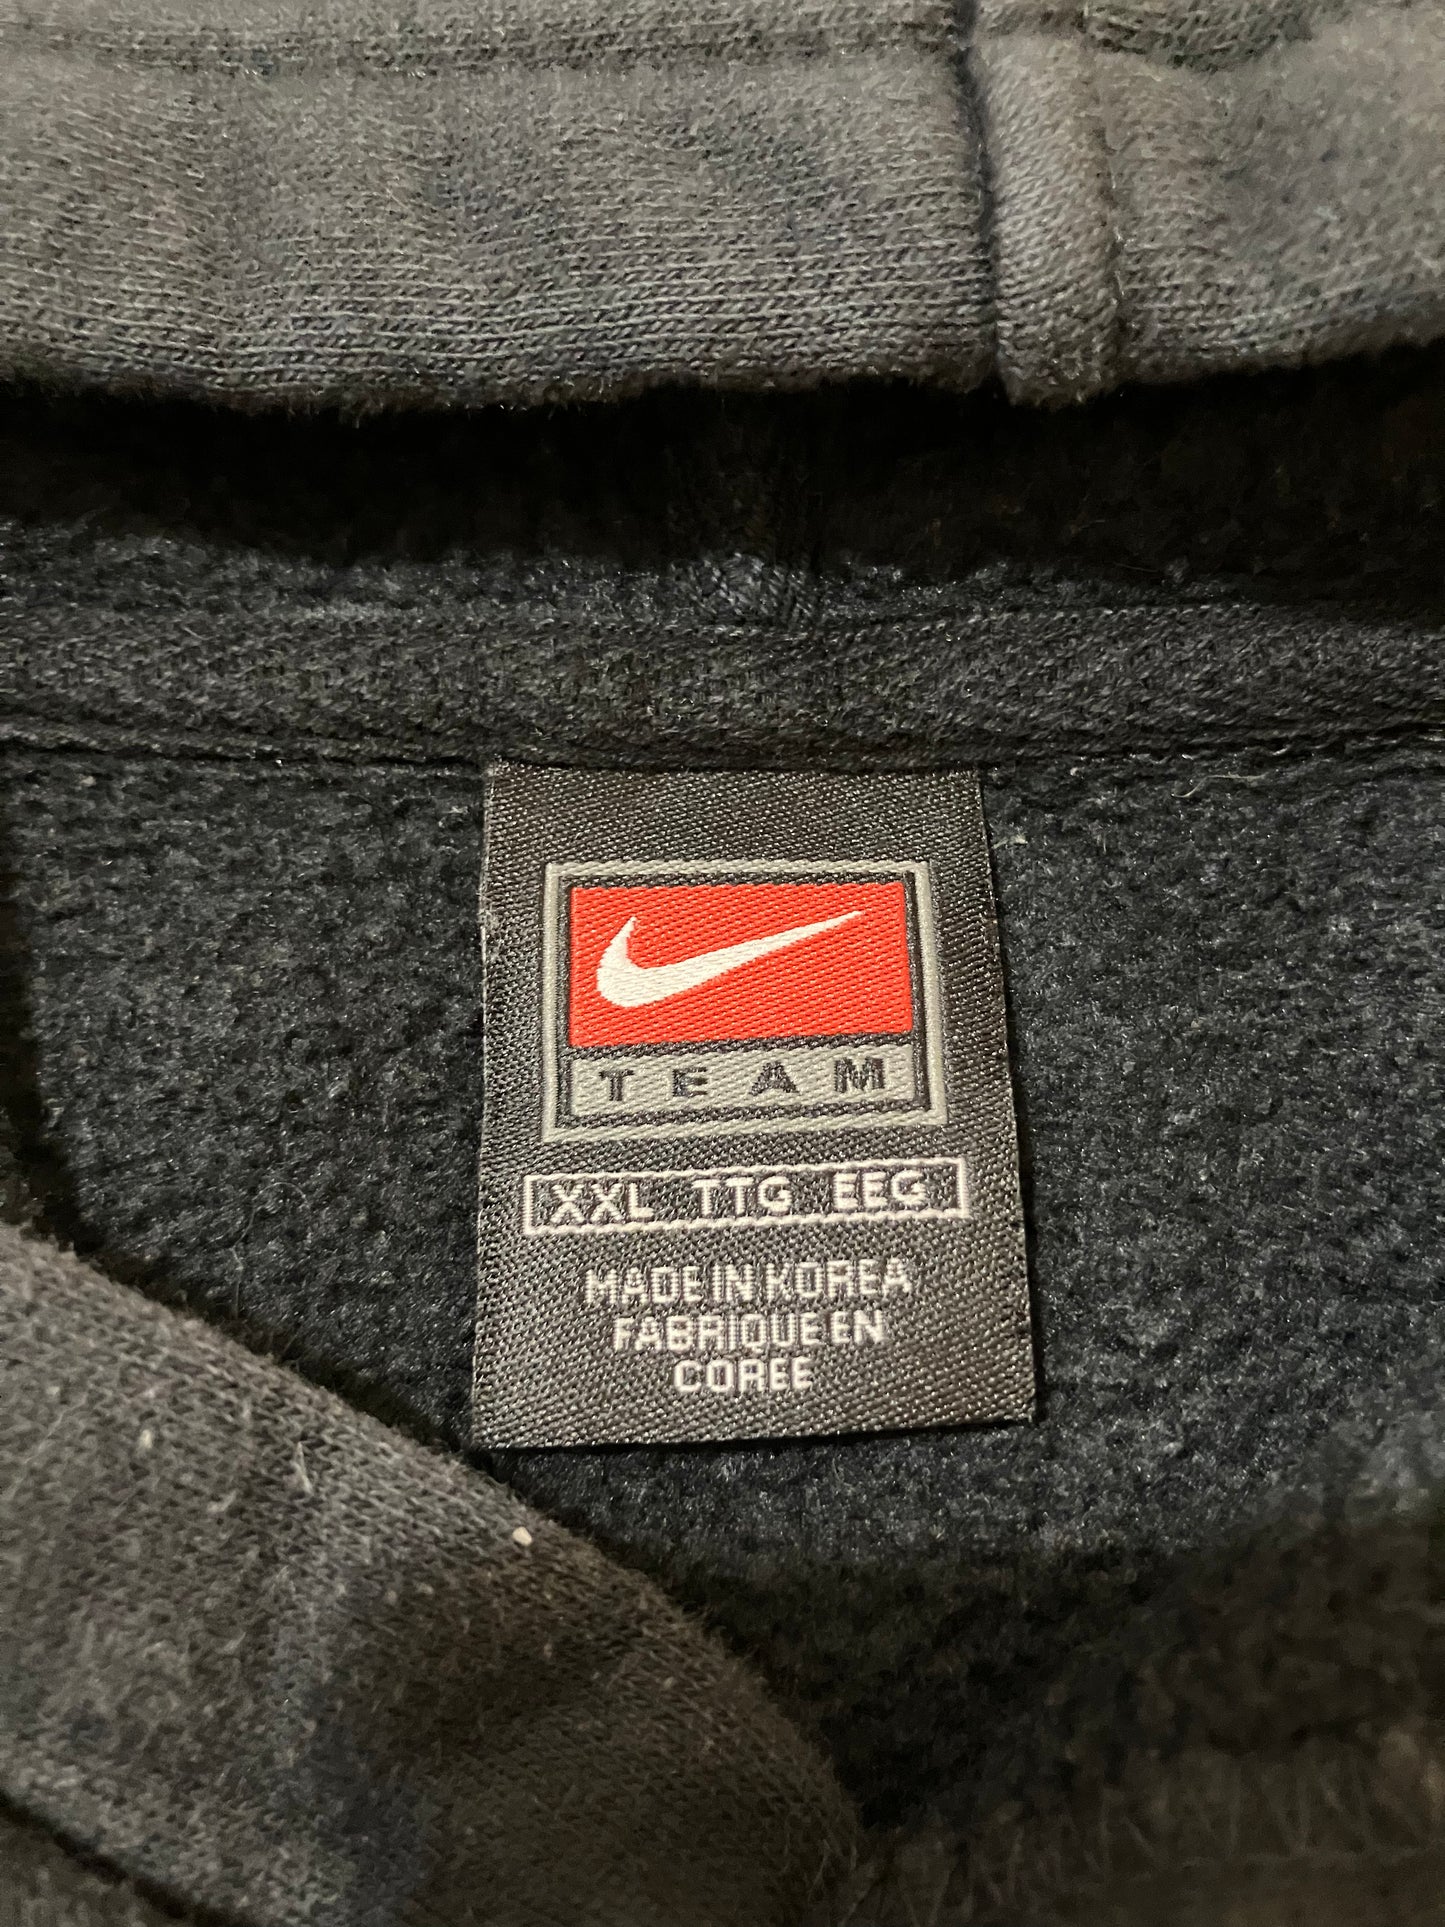 TEAM
XXL TTG EEG
MADE IN KOREA
FABRIQUE EN
COREE